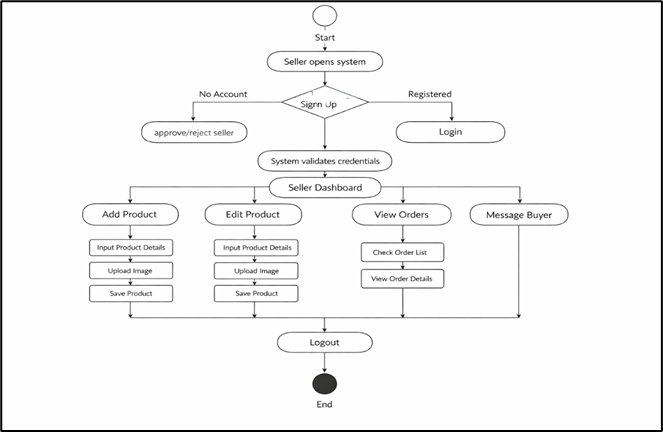 Start
Seller opens system
No Account
Registered
Signn Up
approve/reject seller
Login
System validates credentials
Seller Dashboard
Add Product
Edit Product
View Orders
Message Buyer
Input Product Details
Input Product Details
Check Order List
Upload Image
Upload Image
View Order Details
Save Product
Save Product
Logout
End